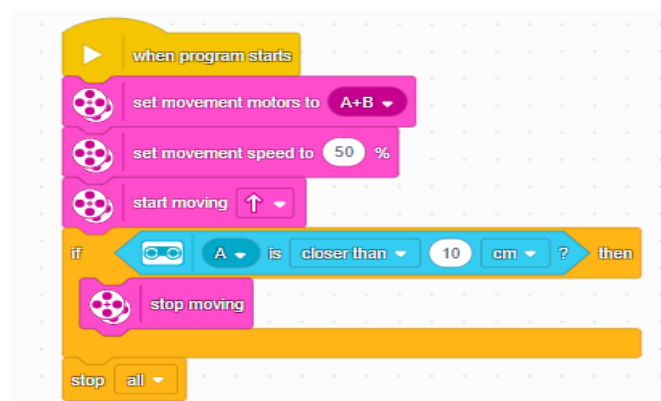 when program starts
set movement motors to A+B
set movement speed to 50 %
start moving
if A is closer than 10 cm ? then
stop moving
stop all